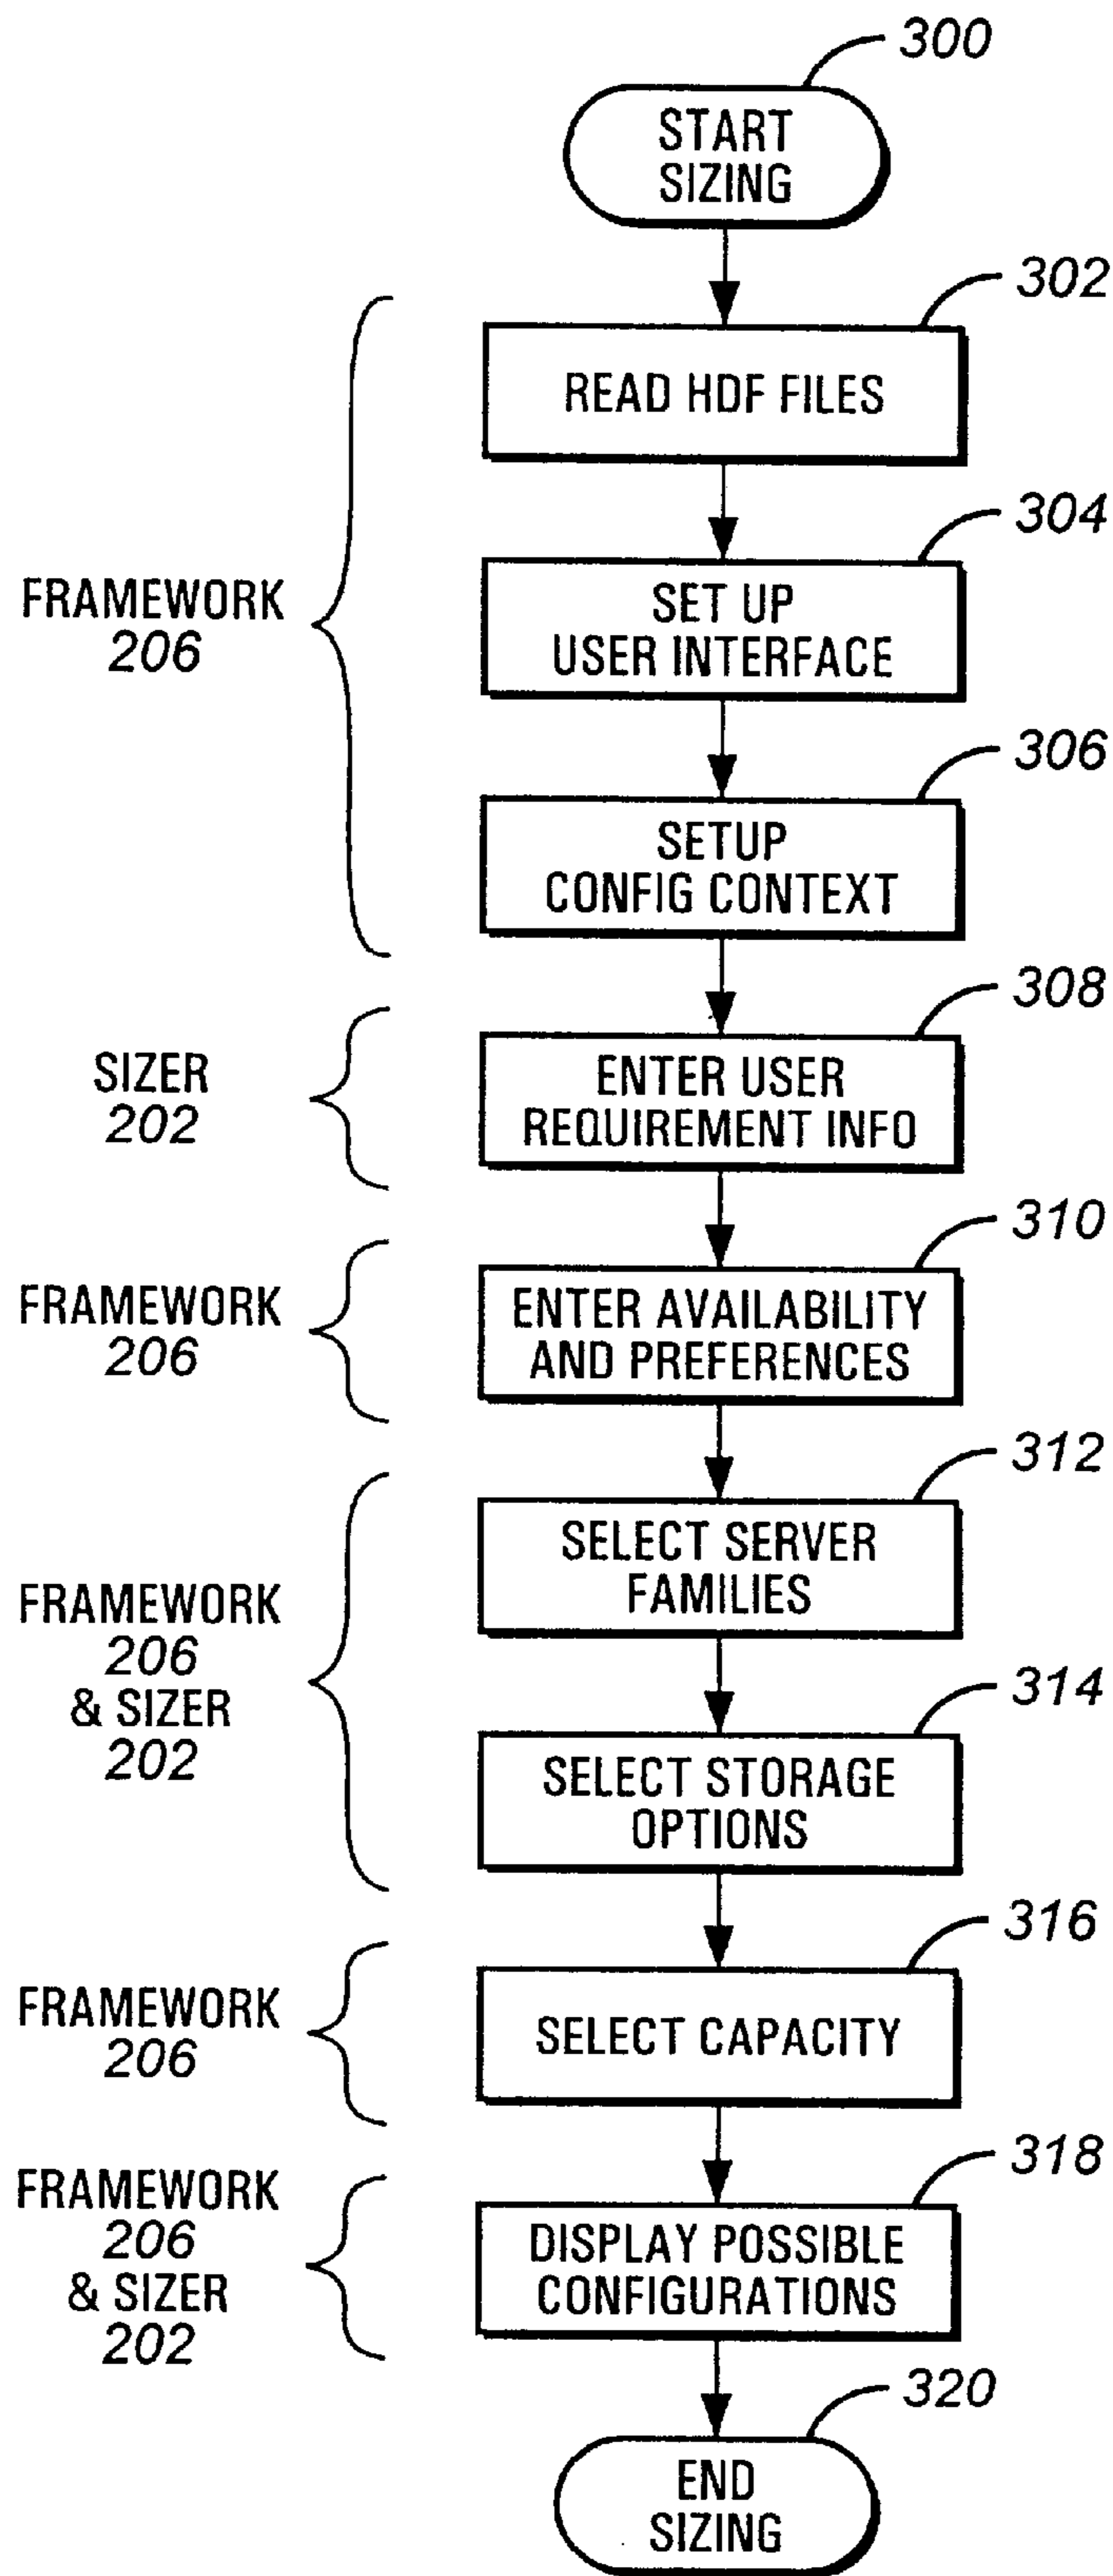 300
START
SIZING
302
READ HDF FILES
304
SET UP
USER INTERFACE
FRAMEWORK
206
306
SETUP
CONFIG CONTEXT
308
SIZER
202
ENTER USER
REQUIREMENT INFO
310
FRAMEWORK
206
ENTER AVAILABILITY
AND PREFERENCES
312
SELECT SERVER
FAMILIES
FRAMEWORK
206
& SIZER
202
314
SELECT STORAGE
OPTIONS
316
FRAMEWORK
206
SELECT CAPACITY
318
FRAMEWORK
206
& SIZER
202
DISPLAY POSSIBLE
CONFIGURATIONS
320
END
SIZING